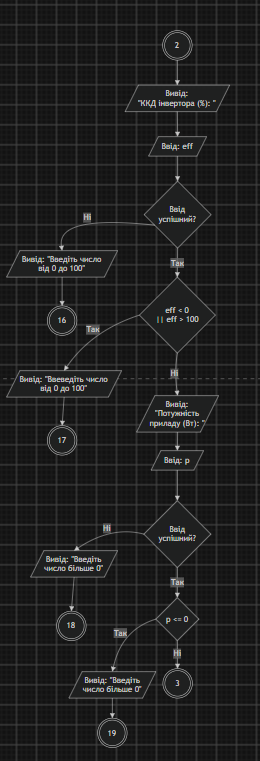 2
Вивід:
"ККД інвертора (%): "
Ввід: eff
Ввід
успішний?
Ні
Вивід: "Введіть число
від 0 до 100"
Так
16
eff < 0
|| eff > 100
Так
Вивід: "Ввеведіть число
від 0 до 100"
Ні
17
Вивід:
"Потужність
приладу (Вт): "
Ввід: p
Ввід
успішний?
Ні
Вивід: "Введіть
число більше 0"
Так
18
p <= 0
Так
Ні
Вивід: "Введіть
число більше 0"
3
19